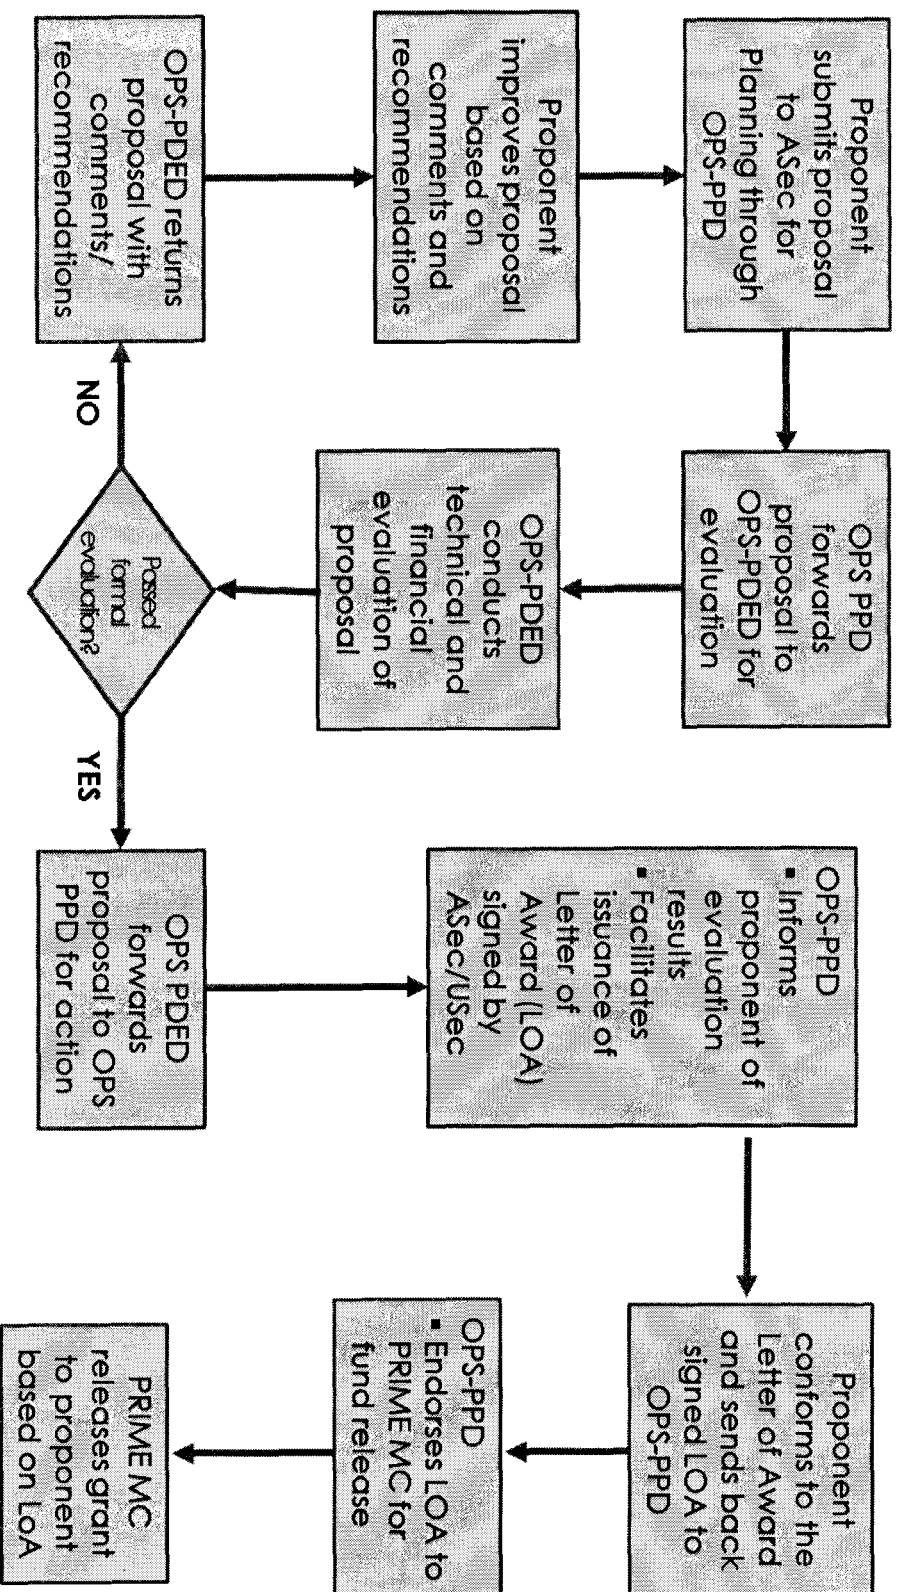 Proponent
submits proposal
to ASec for
Planning through
OPS-PPD
OPS PPD
forwards
proposal to
OPS-PDED for
evaluation
OPS-PDED
conducts
technical and
financial
evaluation of
proposal
Passed
formal
evaluation?
NO
OPS-PDED returns
proposal with
comments/
recommendations
Proponent
improves proposal
based on
comments and
recommendations
YES
OPS PDED
forwards
proposal to OPS
PPD for action
OPS-PPD
▪ Informs
proponent of
evaluation
results
▪ Facilitates
issuance of
Letter of
Award (LOA)
signed by
ASec/USec
Proponent
conforms to the
Letter of Award
and sends back
signed LOA to
OPS-PPD
OPS-PPD
▪ Endorses LOA to
PRIME MC for
fund release
PRIME MC
releases grant
to proponent
based on LoA